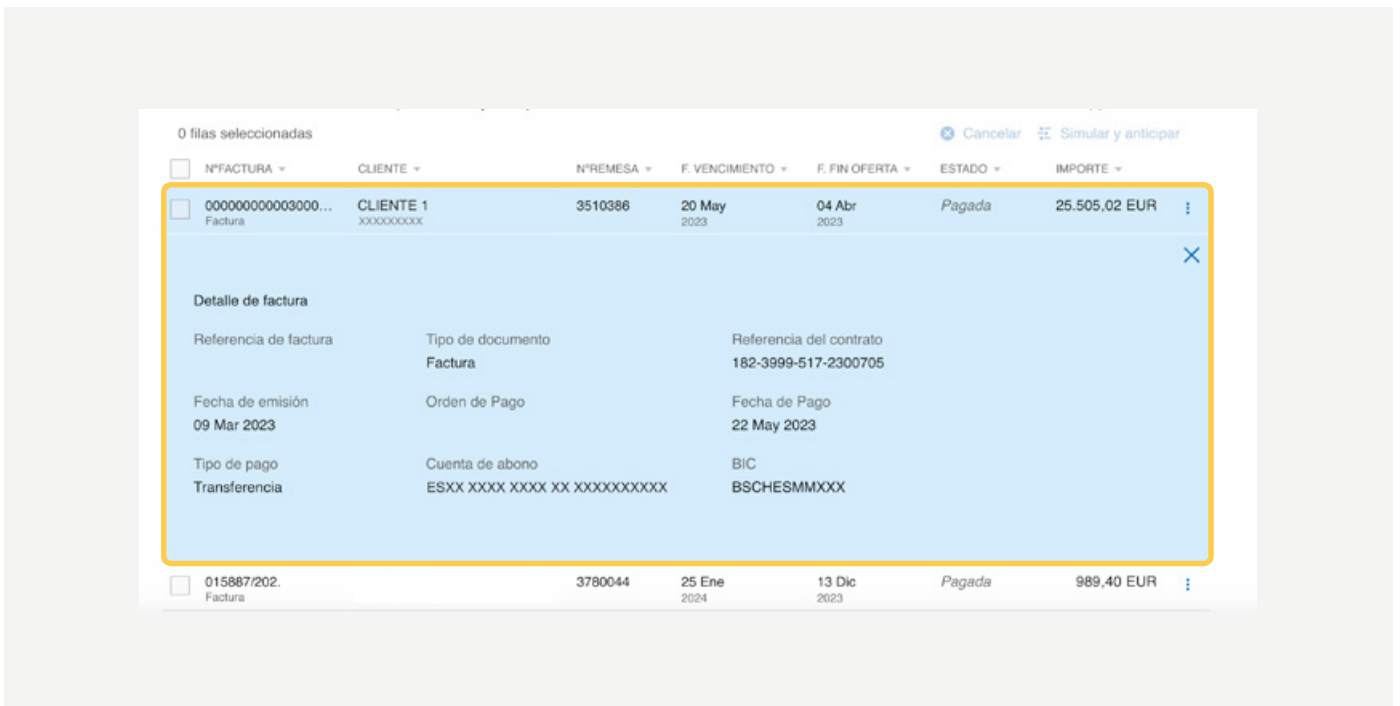 0 filas seleccionadas Cancelar Simular y anticipar
NºFACTURA CLIENTE NºREMESA F. VENCIMIENTO F. FIN OFERTA ESTADO IMPORTE
000000000003000... CLIENTE 1 3510386 20 May 04 Abr Pagada 25.505,02 EUR
Factura XXXXXXXXX 2023 2023
Detalle de factura
Referencia de factura Tipo de documento Referencia del contrato
Factura 182-3999-517-2300705
Fecha de emisión Orden de Pago Fecha de Pago
09 Mar 2023 22 May 2023
Tipo de pago Cuenta de abono BIC
Transferencia ESXX XXXX XXXX XX XXXXXXXXXX BSCHESMMXXX
015887/202. 3780044 25 Ene 13 Dic Pagada 989,40 EUR
Factura 2024 2023